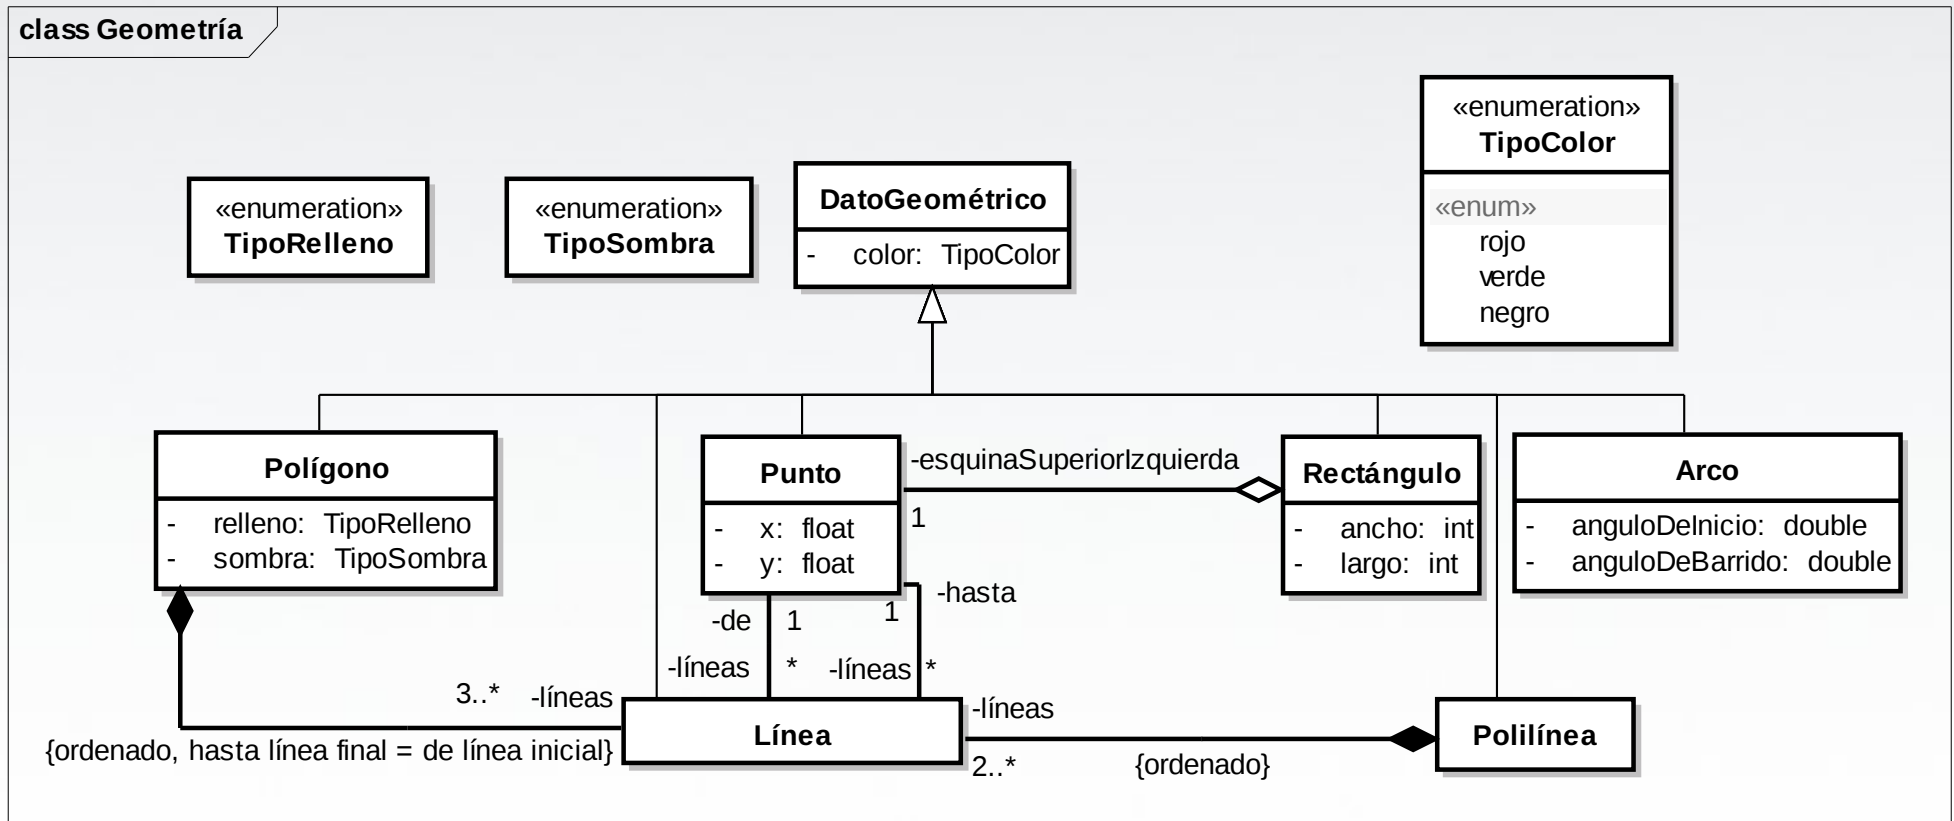 class Geometría
«enumeration»
TipoColor
«enum»
rojo
verde
negro
«enumeration»
TipoRelleno
«enumeration»
TipoSombra
DatoGeométrico
- color: TipoColor
Polígono
- relleno: TipoRelleno
- sombra: TipoSombra
Punto
- x: float
- y: float
-esquinaSuperiorIzquierda
1
Rectángulo
- ancho: int
- largo: int
Arco
- anguloDeInicio: double
- anguloDeBarrido: double
-de
1
1
-hasta
-líneas
*
-líneas
*
3..*
-líneas
{ordenado, hasta línea final = de línea inicial}
Línea
-líneas
2..*
{ordenado}
Polilínea